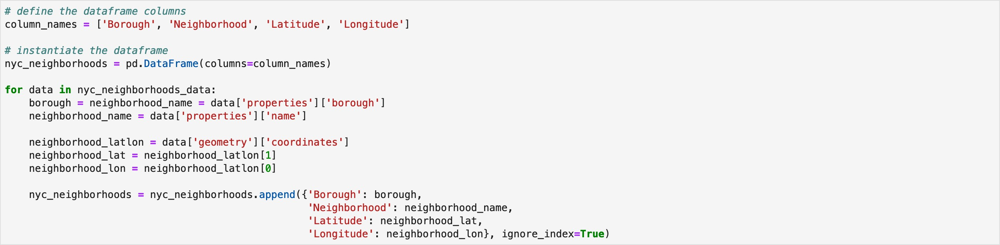 # define the dataframe columns
column_names = ['Borough', 'Neighborhood', 'Latitude', 'Longitude']
# instantiate the dataframe
nyc_neighborhoods = pd.DataFrame(columns=column_names)
for data in nyc_neighborhoods_data:
    borough = neighborhood_name = data['properties']['borough']
    neighborhood_name = data['properties']['name']
    neighborhood_latlon = data['geometry']['coordinates']
    neighborhood_lat = neighborhood_latlon[1]
    neighborhood_lon = neighborhood_latlon[0]
    nyc_neighborhoods = nyc_neighborhoods.append({'Borough': borough,
                                                  'Neighborhood': neighborhood_name,
                                                  'Latitude': neighborhood_lat,
                                                  'Longitude': neighborhood_lon}, ignore_index=True)